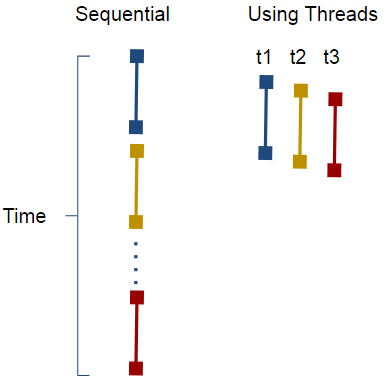 Sequential
Using Threads
t1 t2 t3
Time